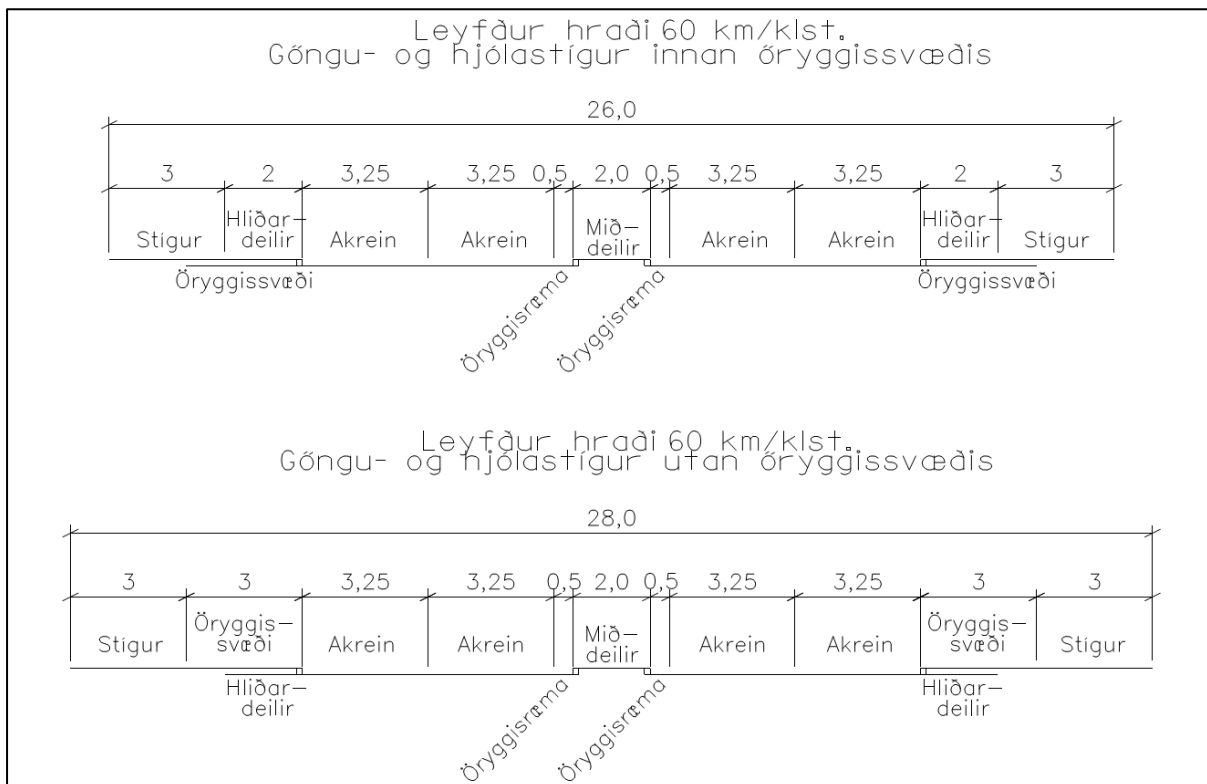 Leyfður hraði 60 km/klst.
Göngu- og hjólastígur innan öryggissvæðis
26,0
3 2 3,25 3,25 0,5 2,0 0,5 3,25 3,25 2 3
Stígur Hliðar-deilir Akrein Akrein Mið-deilir Akrein Akrein Hliðar-deilir Stígur
Öryggissvæði Öryggissvæði
Öryggisræma Öryggisræma
Leyfður hraði 60 km/klst.
Göngu- og hjólastígur utan öryggissvæðis
28,0
3 3 3,25 3,25 0,5 2,0 0,5 3,25 3,25 3 3
Stígur Öryggis-svæði Akrein Akrein Mið-deilir Akrein Akrein Öryggis-svæði Stígur
Hliðar-deilir Hliðar-deilir
Öryggisræma Öryggisræma